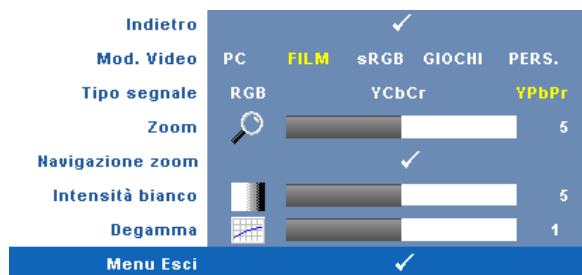 Indietro
Mod. Video PC FILM sRGB GIOCHI PERS.
Tipo segnale RGB YCbCr YPbPr
Zoom 5
Navigazione zoom
Intensità bianco 5
Degamma 1
Menu Esci